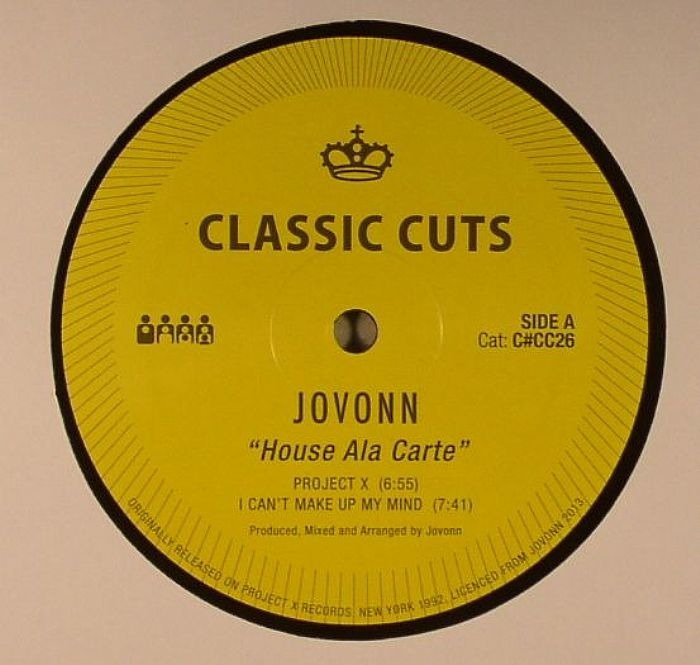 CLASSIC CUTS
SIDE A
Cat: C#CC26
JOVONN
“House Ala Carte”
PROJECT X (6:55)
I CAN'T MAKE UP MY MIND (7:41)
Produced, Mixed and Arranged by Jovonn
ORIGINALLY RELEASED ON PROJECT X RECORDS. NEW YORK 1992. LICENCED FROM JOVONN 2013.